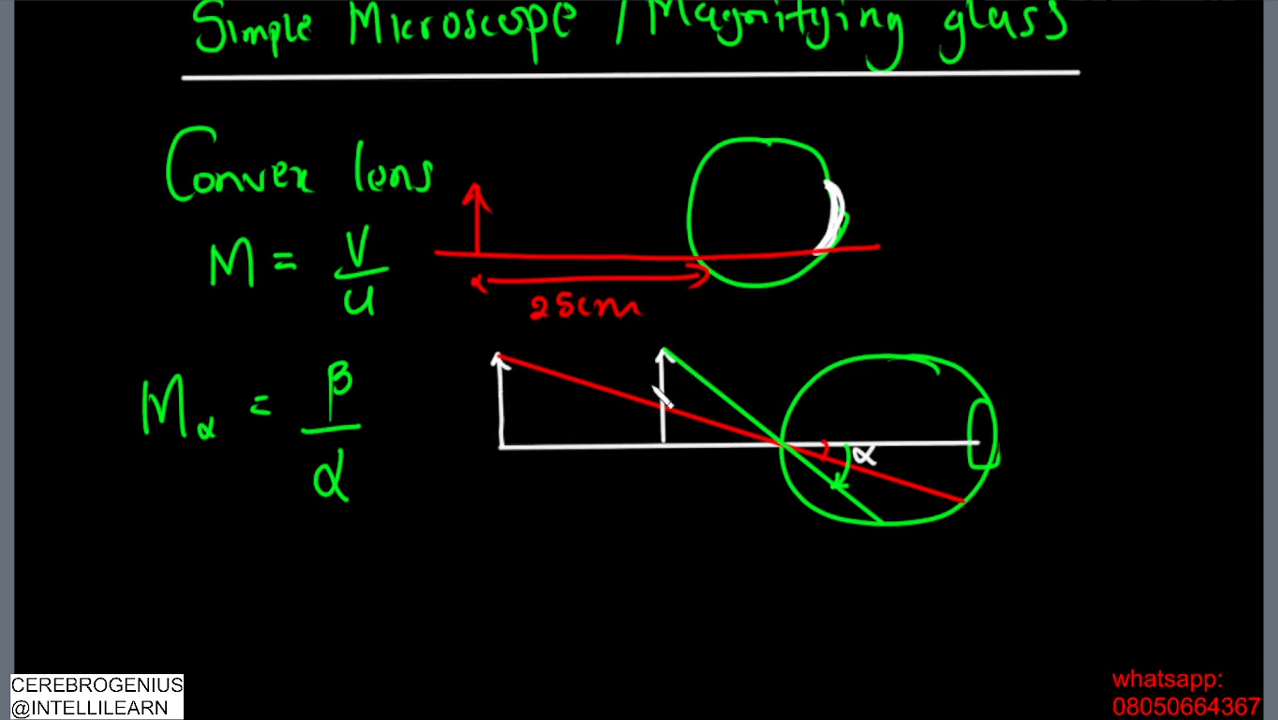 Simple Microscope / Magnifying glass
Convex lens
M = V/u
25cm
Mα = β/α
α
CEREBROGENIUS
@INTELLILEARN
whatsapp:
08050664367